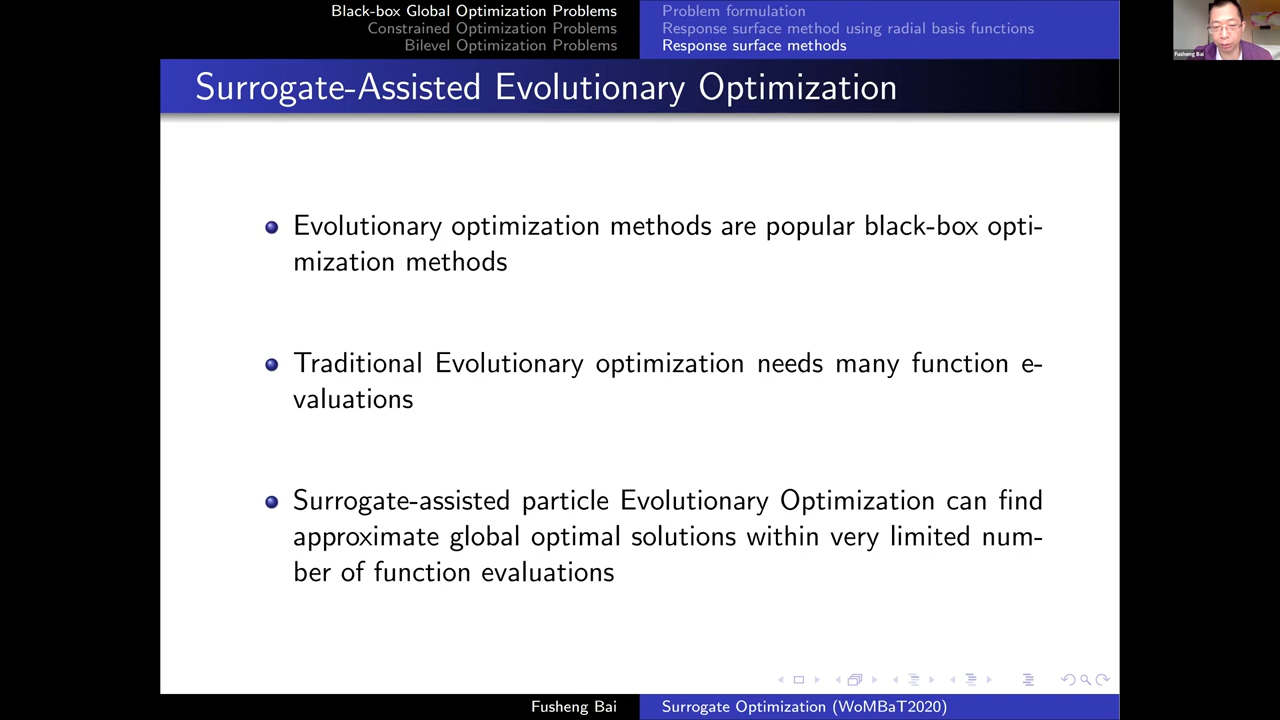 Black-box Global Optimization Problems
Constrained Optimization Problems
Bilevel Optimization Problems
Problem formulation
Response surface method using radial basis functions
Response surface methods
Fusheng Bai
Surrogate-Assisted Evolutionary Optimization
Evolutionary optimization methods are popular black-box opti-
mization methods
Traditional Evolutionary optimization needs many function e-
valuations
Surrogate-assisted particle Evolutionary Optimization can find
approximate global optimal solutions within very limited num-
ber of function evaluations
Fusheng Bai
Surrogate Optimization (WoMBaT2020)